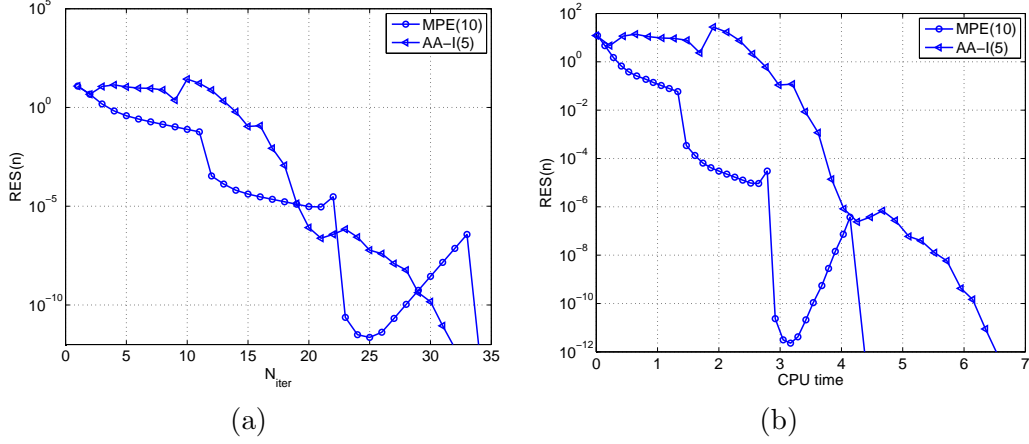 10^5
10^0
10^-5
10^-10
RES(n)
0 5 10 15 20 25 30 35
N_iter
MPE(10)
AA-I(5)
(a)
10^2
10^0
10^-2
10^-4
10^-6
10^-8
10^-10
10^-12
RES(n)
0 1 2 3 4 5 6 7
CPU time
MPE(10)
AA-I(5)
(b)